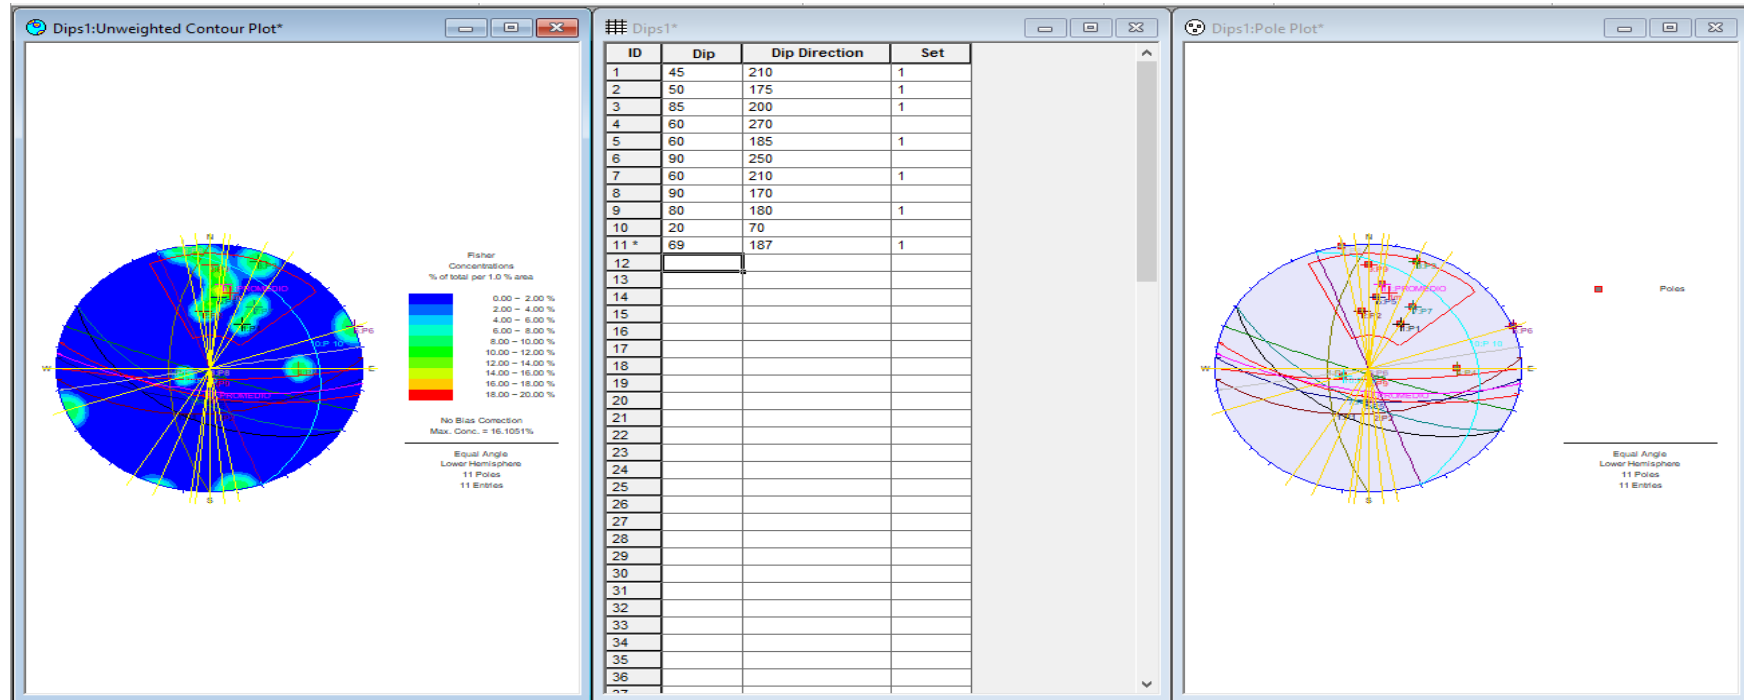 Dips1:Unweighted Contour Plot*
N
PROMEDIO
P6
W
E
PROMEDIO
S
Fisher
Concentrations
% of total per 1.0 % area
0.00 ~ 2.00 %
2.00 ~ 4.00 %
4.00 ~ 6.00 %
6.00 ~ 8.00 %
8.00 ~ 10.00 %
10.00 ~ 12.00 %
12.00 ~ 14.00 %
14.00 ~ 16.00 %
16.00 ~ 18.00 %
18.00 ~ 20.00 %
No Bias Correction
Max. Conc. = 16.1051%
Equal Angle
Lower Hemisphere
11 Poles
11 Entries
Dips1*
ID Dip Dip Direction Set
1 45 210 1
2 50 175 1
3 85 200 1
4 60 270
5 60 185 1
6 90 250
7 60 210 1
8 90 170
9 80 180 1
10 20 70
11 * 69 187 1
12
13
14
15
16
17
18
19
20
21
22
23
24
25
26
27
28
29
30
31
32
33
34
35
36
Dips1:Pole Plot*
N
PROMEDIO
W
E
PROMEDIO
S
Poles
Equal Angle
Lower Hemisphere
11 Poles
11 Entries